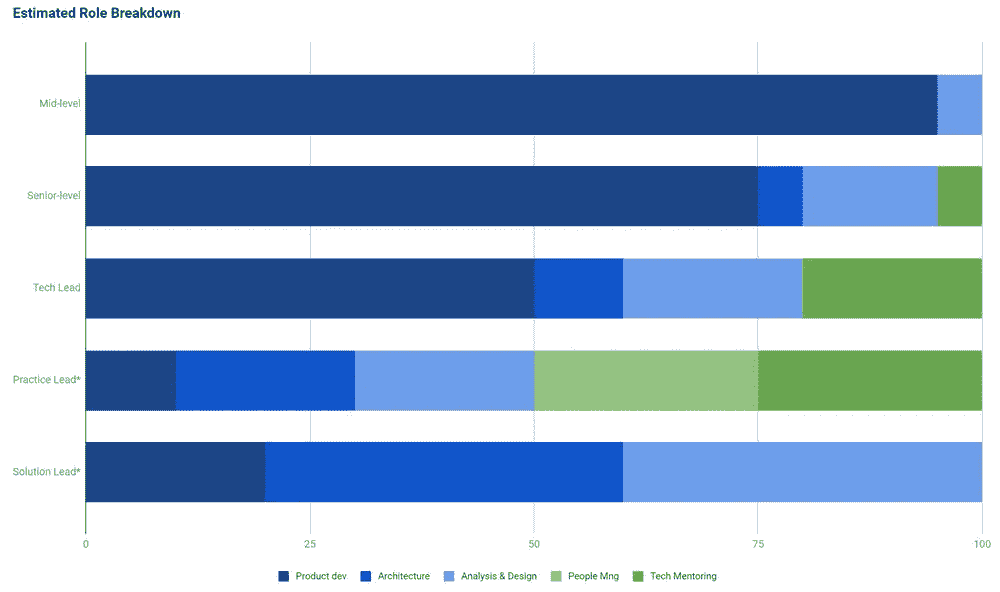 Estimated Role Breakdown
Mid-level
Senior-level
Tech Lead
Practice Lead*
Solution Lead*
0 25 50 75 100
Product dev Architecture Analysis & Design People Mng Tech Mentoring